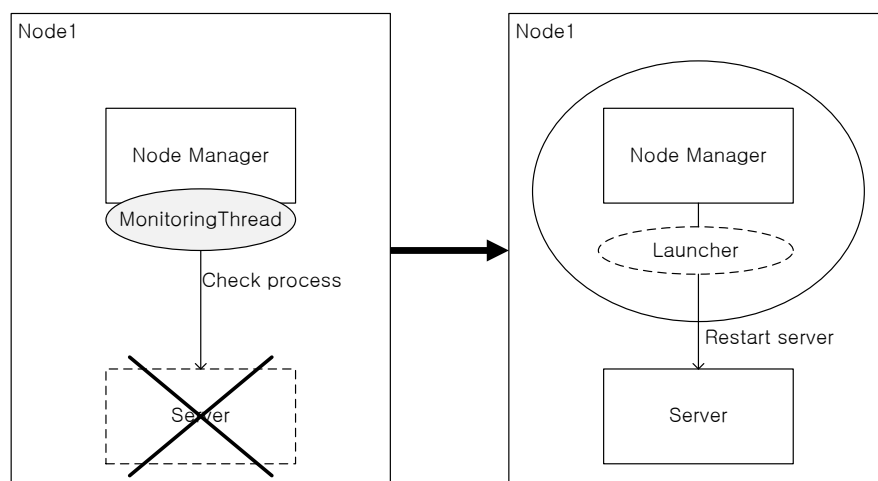 Node1
Node Manager
MonitoringThread
Check process
Server
Node1
Node Manager
Launcher
Restart server
Server